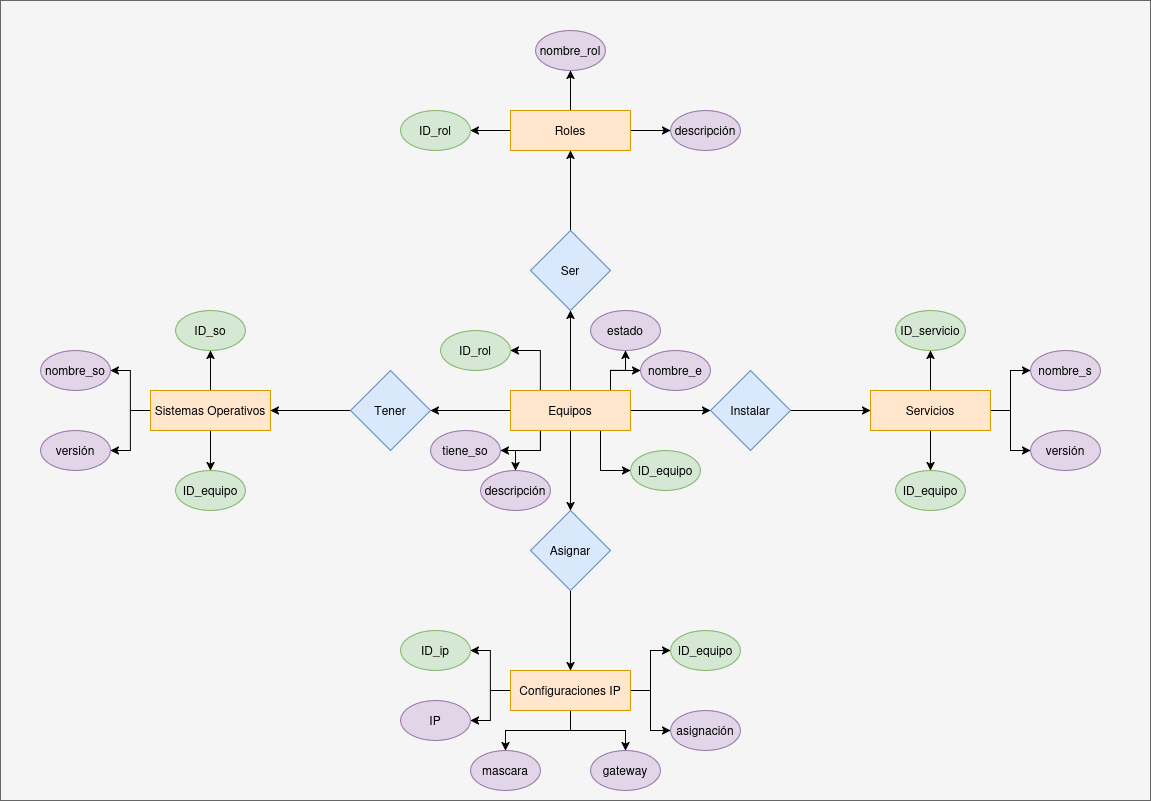 nombre_rol
ID_rol
Roles
descripción
Ser
ID_so
ID_rol
estado
ID_servicio
nombre_so
nombre_e
nombre_s
Sistemas Operativos
Tener
Equipos
Instalar
Servicios
versión
tiene_so
versión
ID_equipo
ID_equipo
descripción
ID_equipo
Asignar
ID_ip
ID_equipo
Configuraciones IP
IP
asignación
mascara
gateway